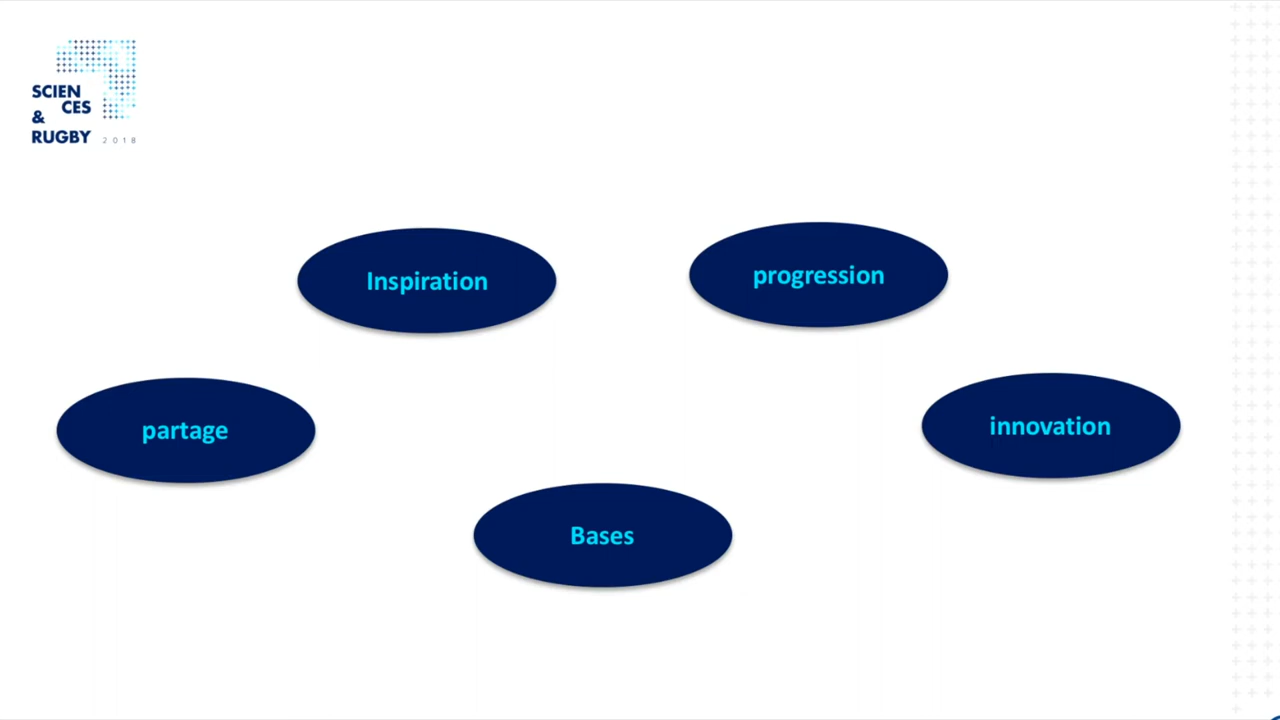 SCIEN
CES
&
RUGBY 2018
Inspiration
progression
partage
innovation
Bases